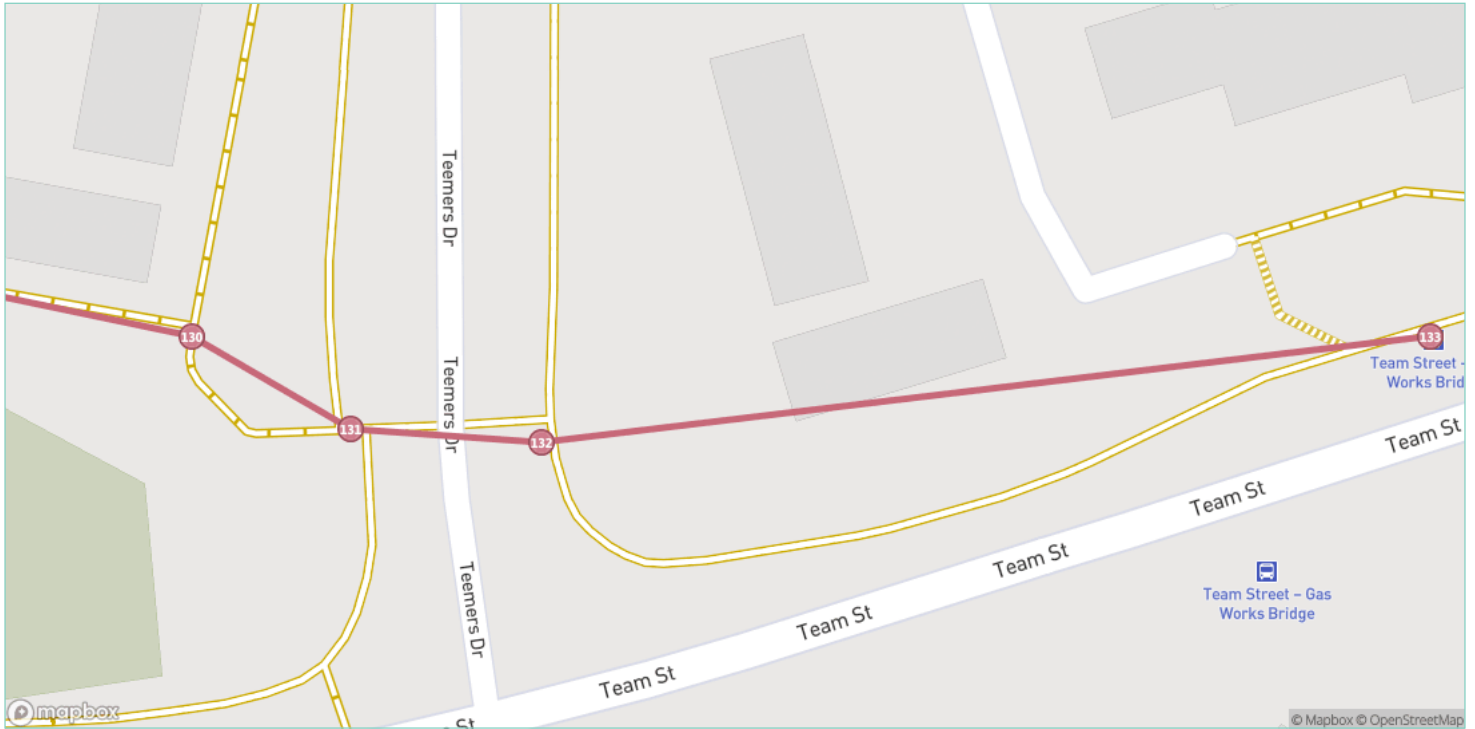 Teemers Dr
Teemers Dr
130
131
132
133
Team Street -
Works Brid
Team St
Team St
Team St
Team Street – Gas
Works Bridge
Teemers Dr
Team St
Team St
St
mapbox
© Mapbox © OpenStreetMap